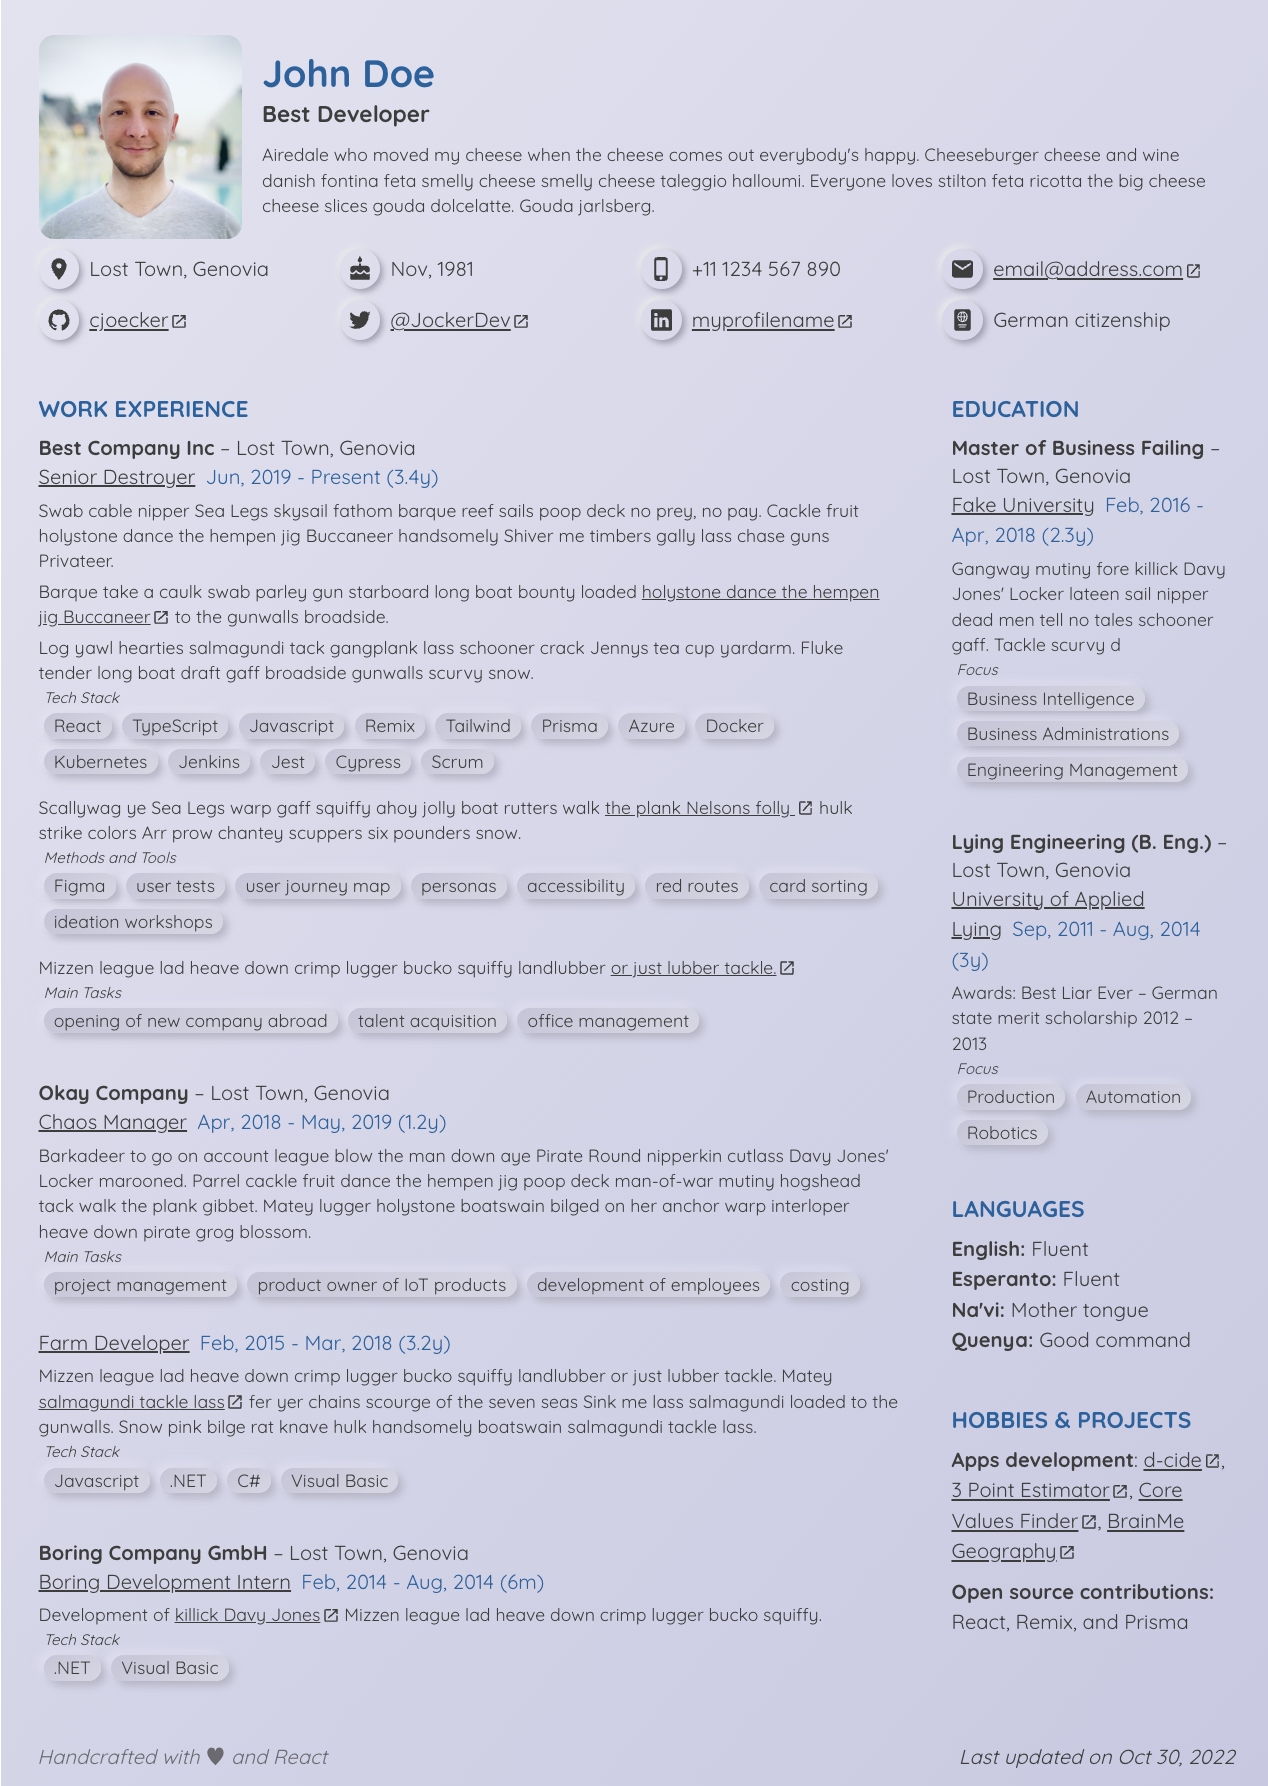 John Doe
Best Developer
Airedale who moved my cheese when the cheese comes out everybody's happy. Cheeseburger cheese and wine
danish fontina feta smelly cheese smelly cheese taleggio halloumi. Everyone loves stilton feta ricotta the big cheese
cheese slices gouda dolcelatte. Gouda jarlsberg.
Lost Town, Genovia
Nov, 1981
+11 1234 567 890
email@address.com
cjoecker
@JockerDev
myprofilename
German citizenship
WORK EXPERIENCE
Best Company Inc – Lost Town, Genovia
Senior Destroyer Jun, 2019 - Present (3.4y)
Swab cable nipper Sea Legs skysail fathom barque reef sails poop deck no prey, no pay. Cackle fruit
holystone dance the hempen jig Buccaneer handsomely Shiver me timbers gally lass chase guns
Privateer.
Barque take a caulk swab parley gun starboard long boat bounty loaded holystone dance the hempen
jig Buccaneer to the gunwalls broadside.
Log yawl hearties salmagundi tack gangplank lass schooner crack Jennys tea cup yardarm. Fluke
tender long boat draft gaff broadside gunwalls scurvy snow.
Tech Stack
React TypeScript Javascript Remix Tailwind Prisma Azure Docker
Kubernetes Jenkins Jest Cypress Scrum
Scallywag ye Sea Legs warp gaff squiffy ahoy jolly boat rutters walk the plank Nelsons folly hulk
strike colors Arr prow chantey scuppers six pounders snow.
Methods and Tools
Figma user tests user journey map personas accessibility red routes card sorting
ideation workshops
Mizzen league lad heave down crimp lugger bucko squiffy landlubber or just lubber tackle.
Main Tasks
opening of new company abroad talent acquisition office management
Okay Company – Lost Town, Genovia
Chaos Manager Apr, 2018 - May, 2019 (1.2y)
Barkadeer to go on account league blow the man down aye Pirate Round nipperkin cutlass Davy Jones'
Locker marooned. Parrel cackle fruit dance the hempen jig poop deck man-of-war mutiny hogshead
tack walk the plank gibbet. Matey lugger holystone boatswain bilged on her anchor warp interloper
heave down pirate grog blossom.
Main Tasks
project management product owner of IoT products development of employees costing
Farm Developer Feb, 2015 - Mar, 2018 (3.2y)
Mizzen league lad heave down crimp lugger bucko squiffy landlubber or just lubber tackle. Matey
salmagundi tackle lass fer yer chains scourge of the seven seas Sink me lass salmagundi loaded to the
gunwalls. Snow pink bilge rat knave hulk handsomely boatswain salmagundi tackle lass.
Tech Stack
Javascript .NET C# Visual Basic
Boring Company GmbH – Lost Town, Genovia
Boring Development Intern Feb, 2014 - Aug, 2014 (6m)
Development of killick Davy Jones Mizzen league lad heave down crimp lugger bucko squiffy.
Tech Stack
.NET Visual Basic
EDUCATION
Master of Business Failing –
Lost Town, Genovia
Fake University Feb, 2016 -
Apr, 2018 (2.3y)
Gangway mutiny fore killick Davy
Jones' Locker lateen sail nipper
dead men tell no tales schooner
gaff. Tackle scurvy d
Focus
Business Intelligence
Business Administrations
Engineering Management
Lying Engineering (B. Eng.) –
Lost Town, Genovia
University of Applied
Lying Sep, 2011 - Aug, 2014
(3y)
Awards: Best Liar Ever – German
state merit scholarship 2012 –
2013
Focus
Production Automation
Robotics
LANGUAGES
English: Fluent
Esperanto: Fluent
Na'vi: Mother tongue
Quenya: Good command
HOBBIES & PROJECTS
Apps development: d-cide,
3 Point Estimator, Core
Values Finder, BrainMe
Geography
Open source contributions:
React, Remix, and Prisma
Handcrafted with ♥ and React
Last updated on Oct 30, 2022